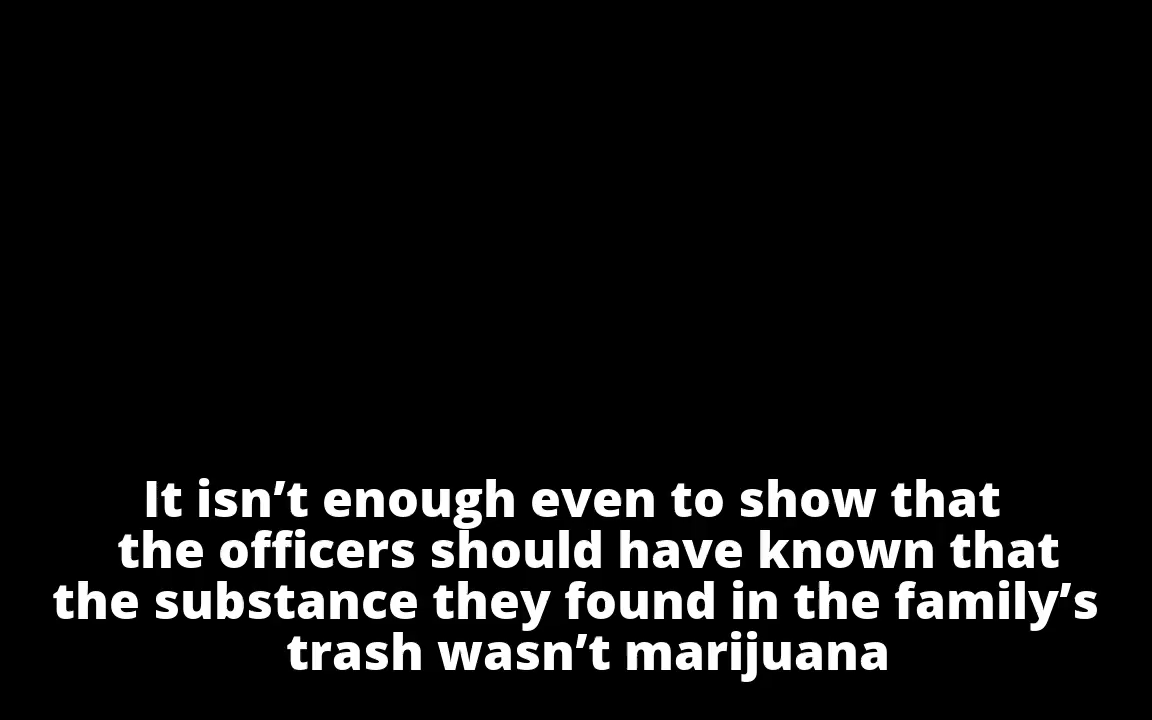 It isn’t enough even to show that
the officers should have known that
the substance they found in the family’s
trash wasn’t marijuana